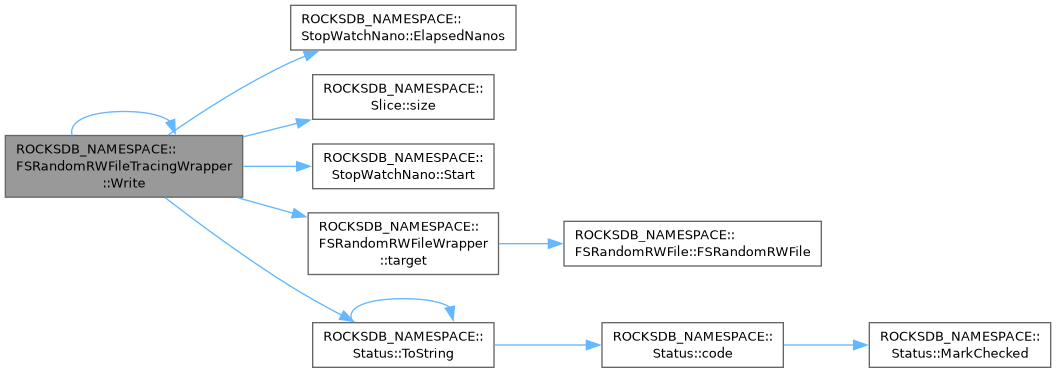 ROCKSDB_NAMESPACE::
StopWatchNano::ElapsedNanos
ROCKSDB_NAMESPACE::
Slice::size
ROCKSDB_NAMESPACE::
FSRandomRWFileTracingWrapper
::Write
ROCKSDB_NAMESPACE::
StopWatchNano::Start
ROCKSDB_NAMESPACE::
FSRandomRWFileWrapper
::target
ROCKSDB_NAMESPACE::
FSRandomRWFile::FSRandomRWFile
ROCKSDB_NAMESPACE::
Status::ToString
ROCKSDB_NAMESPACE::
Status::code
ROCKSDB_NAMESPACE::
Status::MarkChecked